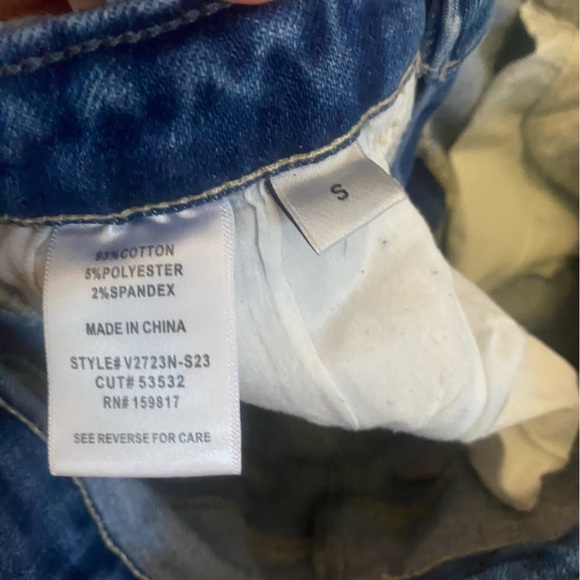 93%COTTON
5%POLYESTER
2%SPANDEX
MADE IN CHINA
STYLE# V2723N-S23
CUT# 53532
RN# 159817
SEE REVERSE FOR CARE
S